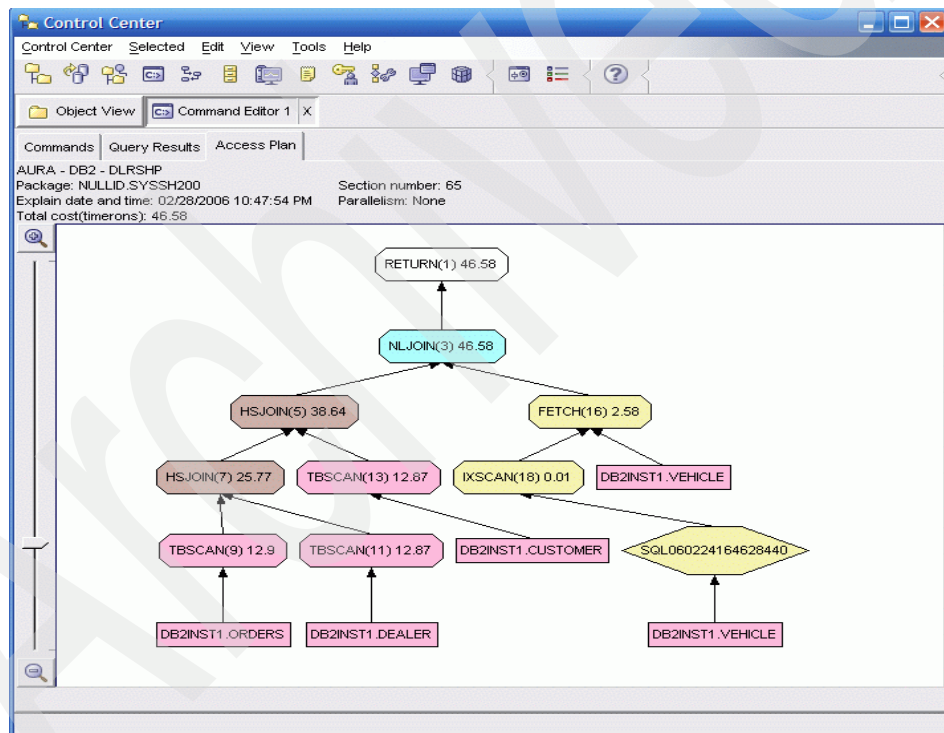 Control Center
Control Center Selected Edit View Tools Help
Object View Command Editor 1 X
Commands Query Results Access Plan
AURA - DB2 - DLRSHP
Package: NULLID.SYSSH200 Section number: 65
Explain date and time: 02/28/2006 10:47:54 PM Parallelism: None
Total cost(timerons): 46.58
RETURN(1) 46.58
NLJOIN(3) 46.58
HSJOIN(5) 38.64 FETCH(16) 2.58
HSJOIN(7) 25.77 TBSCAN(13) 12.87 IXSCAN(18) 0.01 DB2INST1.VEHICLE
TBSCAN(9) 12.9 TBSCAN(11) 12.87 DB2INST1.CUSTOMER SQL060224164628440
DB2INST1.ORDERS DB2INST1.DEALER DB2INST1.VEHICLE